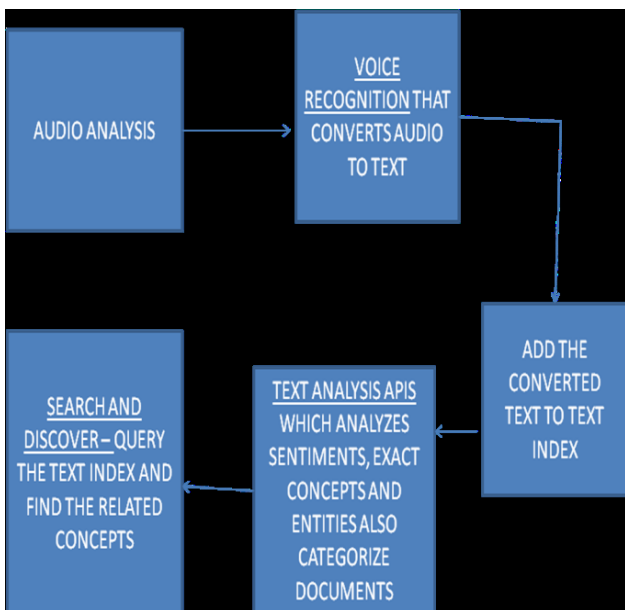 AUDIO ANALYSIS
VOICE
RECOGNITION THAT
CONVERTS AUDIO
TO TEXT
ADD THE
CONVERTED
TEXT TO TEXT
INDEX
TEXT ANALYSIS APIS
WHICH ANALYZES
SENTIMENTS, EXACT
CONCEPTS AND
ENTITIES ALSO
CATEGORIZE
DOCUMENTS
SEARCH AND
DISCOVER – QUERY
THE TEXT INDEX AND
FIND THE RELATED
CONCEPTS